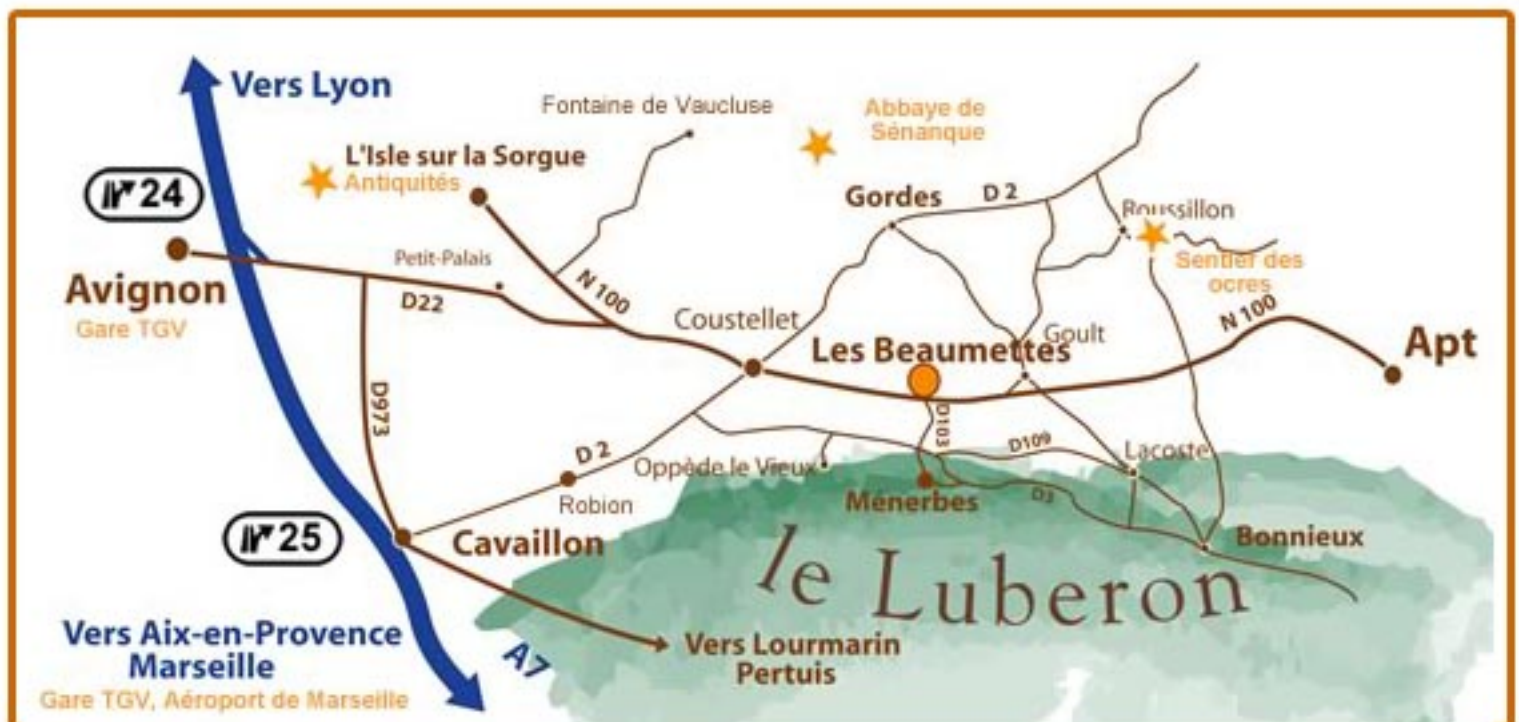 Vers Lyon
Fontaine de Vaucluse
Abbaye de
Sénanque
L'Isle sur la Sorgue
Antiquités
24
Gordes
D 2
Roussillon
Avignon
Gare TGV
Petit-Palais
D22
N 100
Sentier des
ocres
Coustellet
Les Beaumettes
Goult
N 100
Apt
D973
D 2
Robion
Oppède le Vieux
D103
D109
Lacoste
Ménerbes
D3
Bonnieux
25
Cavaillon
le Luberon
Vers Aix-en-Provence
Marseille
Gare TGV, Aéroport de Marseille
A7
Vers Lourmarin
Pertuis